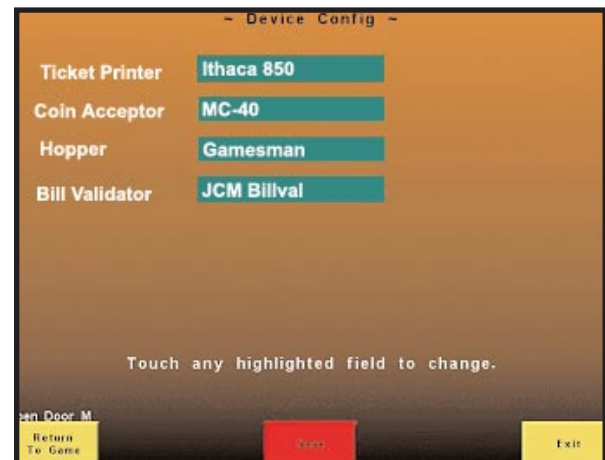 ~ Device Config ~
Ticket Printer Ithaca 850
Coin Acceptor MC-40
Hopper Gamesman
Bill Validator JCM Billval
Touch any highlighted field to change.
pen Door M
Return
To Game
Exit